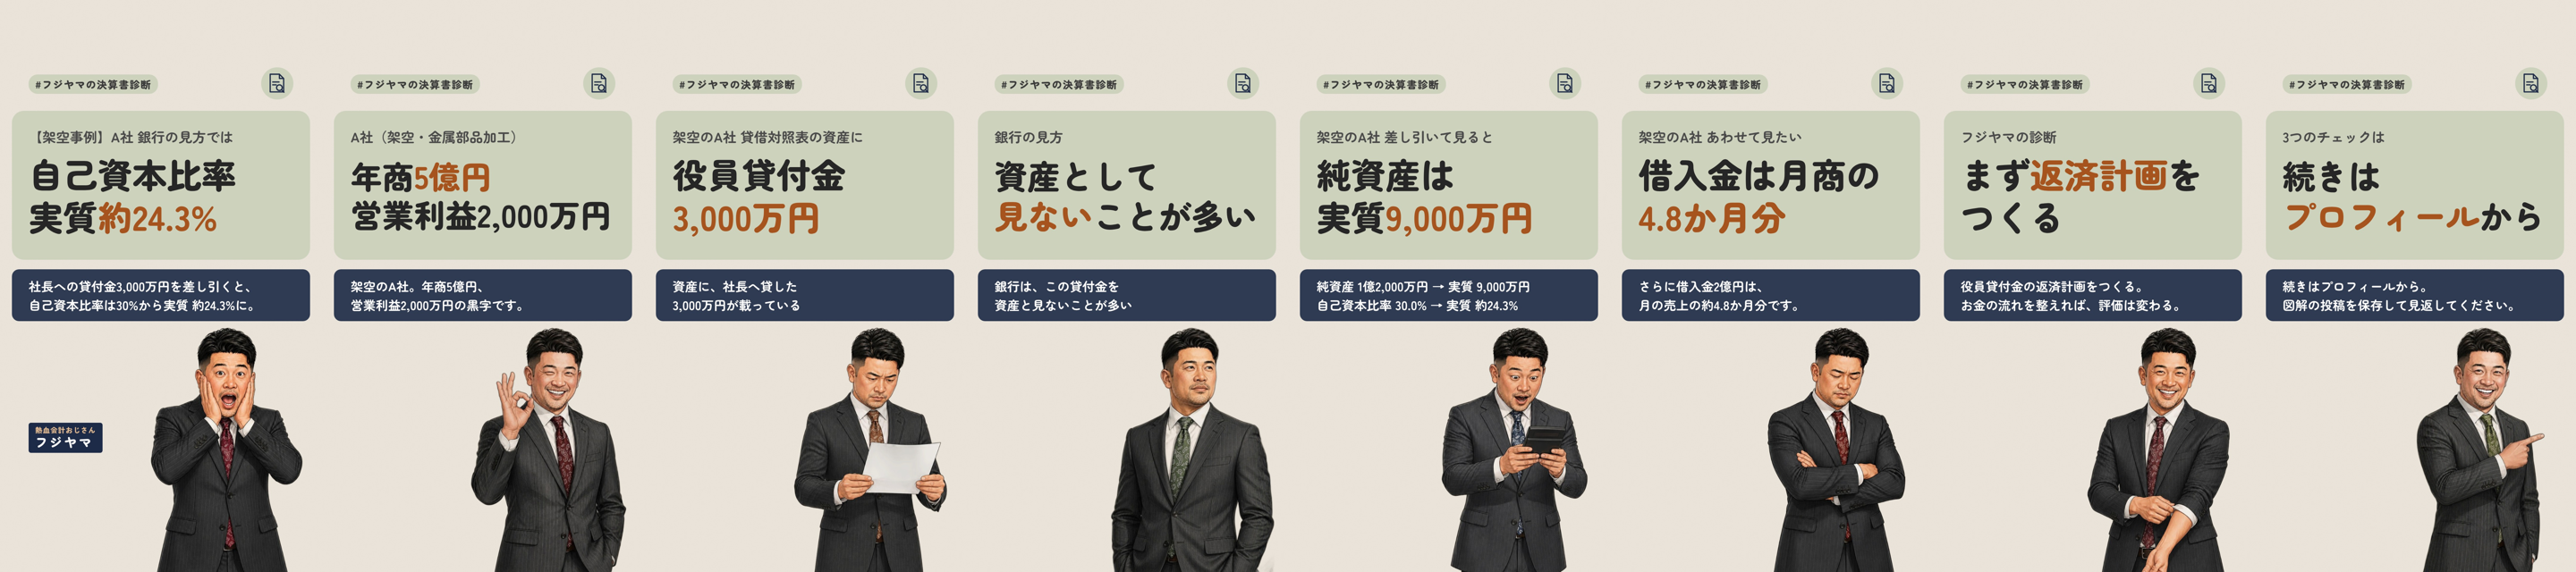 #フジヤマの決算書診断
【架空事例】A社 銀行の見方では
自己資本比率
実質約24.3%
社長への貸付金3,000万円を差し引くと、
自己資本比率は30%から実質 約24.3%に。
熱血会計おじさん
フジヤマ
#フジヤマの決算書診断
A社（架空・金属部品加工）
年商5億円
営業利益2,000万円
架空のA社。年商5億円、
営業利益2,000万円の黒字です。
#フジヤマの決算書診断
架空のA社 貸借対照表の資産に
役員貸付金
3,000万円
資産に、社長へ貸した
3,000万円が載っている
#フジヤマの決算書診断
銀行の見方
資産として
見ないことが多い
銀行は、この貸付金を
資産と見ないことが多い
#フジヤマの決算書診断
架空のA社 差し引いて見ると
純資産は
実質9,000万円
純資産 1億2,000万円 → 実質 9,000万円
自己資本比率 30.0% → 実質 約24.3%
#フジヤマの決算書診断
架空のA社 あわせて見たい
借入金は月商の
4.8か月分
さらに借入金2億円は、
月の売上の約4.8か月分です。
#フジヤマの決算書診断
フジヤマの診断
まず返済計画を
つくる
役員貸付金の返済計画をつくる。
お金の流れを整えれば、評価は変わる。
#フジヤマの決算書診断
3つのチェックは
続きは
プロフィールから
続きはプロフィールから。
図解の投稿を保存して見返してください。